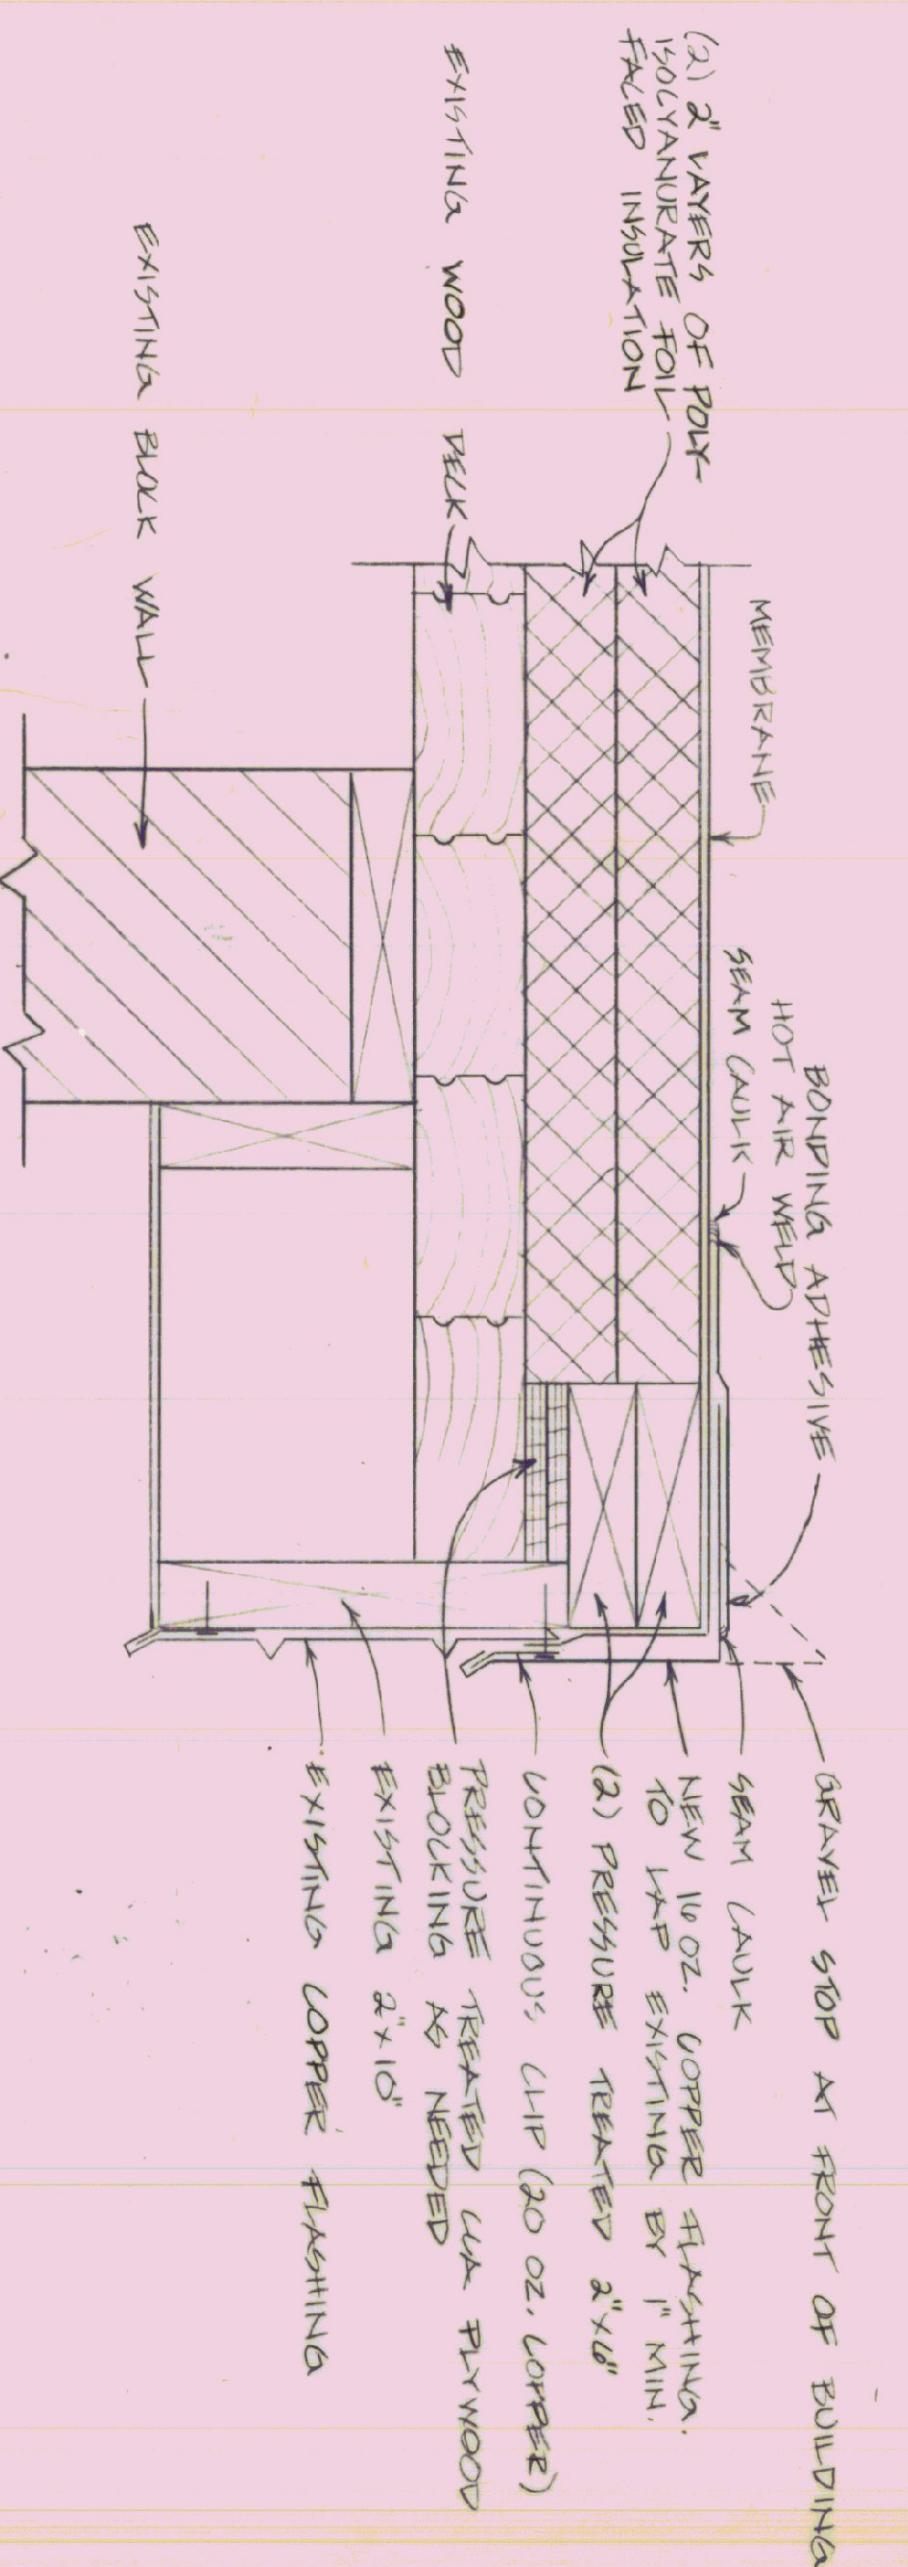 (2) 2" LAYERS OF POLY-
ISOCYANURATE FOIL
FACED INSULATION
EXISTING WOOD DECK
EXISTING BLOCK WALL
MEMBRANE
SEAM CAULK
HOT AIR WELD
BONDING ADHESIVE
GRAVEL STOP AT FRONT OF BUILDING
SEAM CAULK
NEW 16 OZ. COPPER FLASHING.
TO LAP EXISTING BY 1" MIN.
(2) PRESSURE TREATED 2"x6"
CONTINUOUS CLIP (20 OZ. COPPER)
PRESSURE TREATED CCA PLYWOOD
BLOCKING AS NEEDED
EXISTING 2"x10"
EXISTING COPPER FLASHING